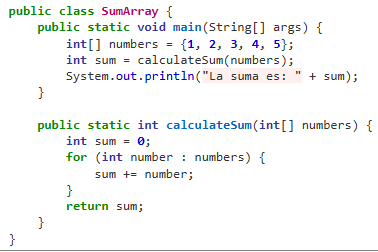 public class SumArray {
    public static void main(String[] args) {
        int[] numbers = {1, 2, 3, 4, 5};
        int sum = calculateSum(numbers);
        System.out.println("La suma es: " + sum);
    }

    public static int calculateSum(int[] numbers) {
        int sum = 0;
        for (int number : numbers) {
            sum += number;
        }
        return sum;
    }
}